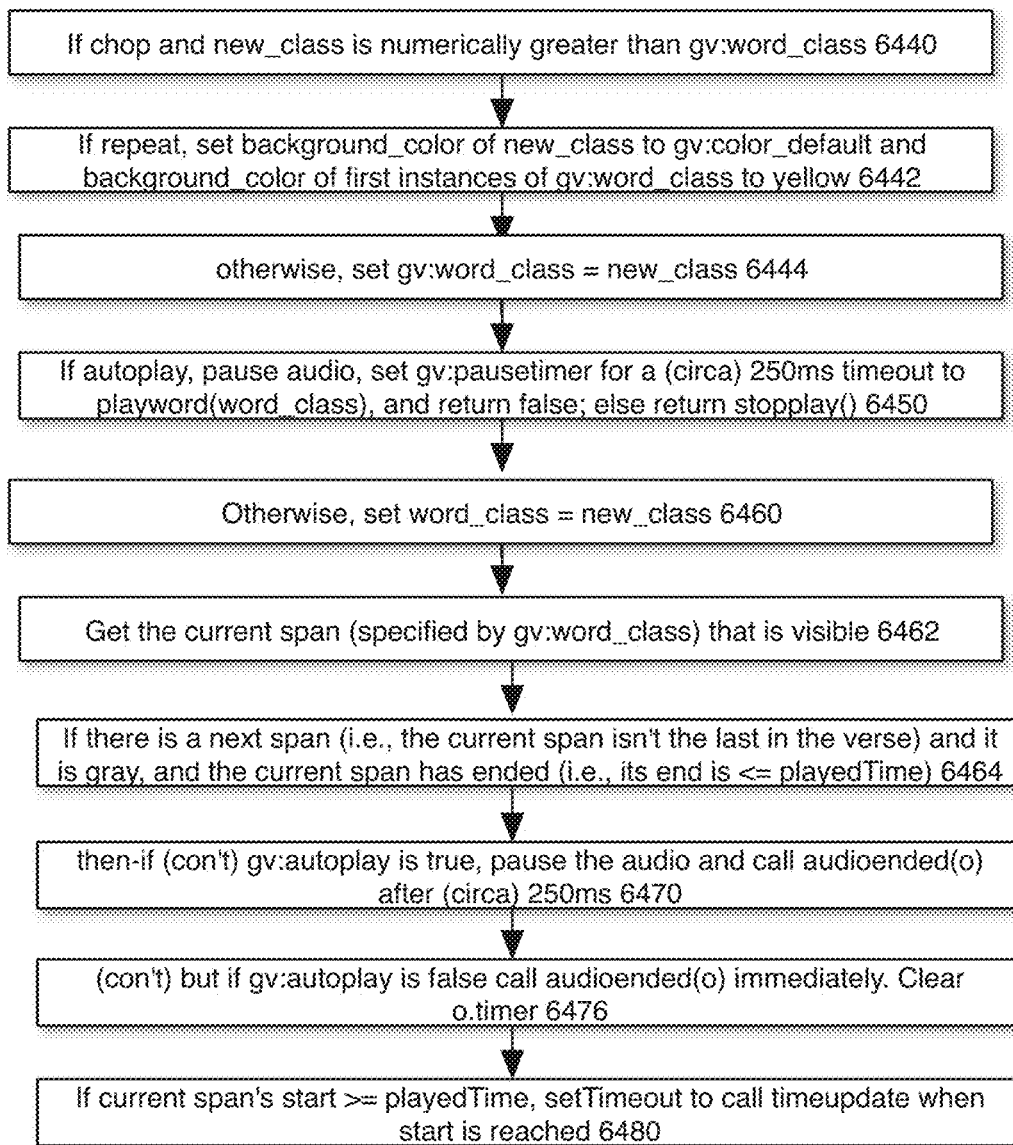 If chop and new_class is numerically greater than gv:word_class 6440
If repeat, set background_color of new_class to gv:color_default and
background_color of first instances of gv:word_class to yellow 6442
otherwise, set gv:word_class = new_class 6444
If autoplay, pause audio, set gv:pausetimer for a (circa) 250ms timeout to
playword(word_class), and return false; else return stopplay() 6450
Otherwise, set word_class = new_class 6460
Get the current span (specified by gv:word_class) that is visible 6462
If there is a next span (i.e., the current span isn't the last in the verse) and it
is gray, and the current span has ended (i.e., its end is <= playedTime) 6464
then-if (con't) gv:autoplay is true, pause the audio and call audioended(o)
after (circa) 250ms 6470
(con't) but if gv:autoplay is false call audioended(o) immediately. Clear
o.timer 6476
If current span's start >= playedTime, setTimeout to call timeupdate when
start is reached 6480